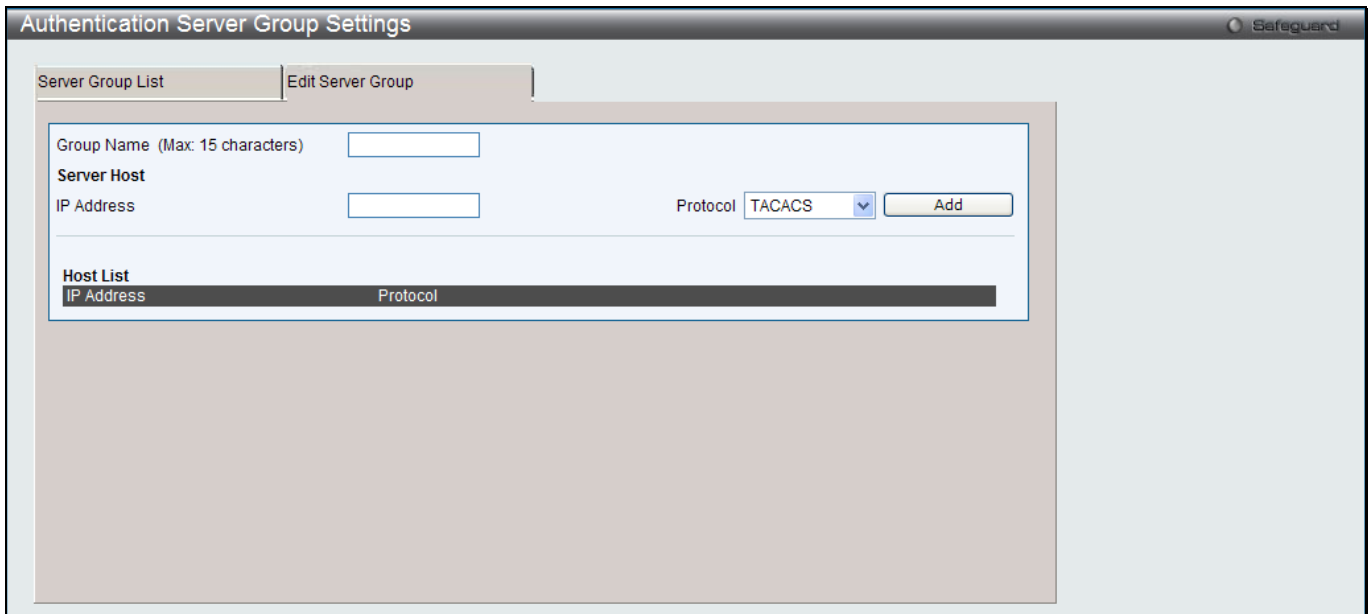 Authentication Server Group Settings
Safeguard
Server Group List
Edit Server Group
Group Name (Max: 15 characters)
Server Host
IP Address
Protocol
TACACS
Add
Host List
IP Address Protocol